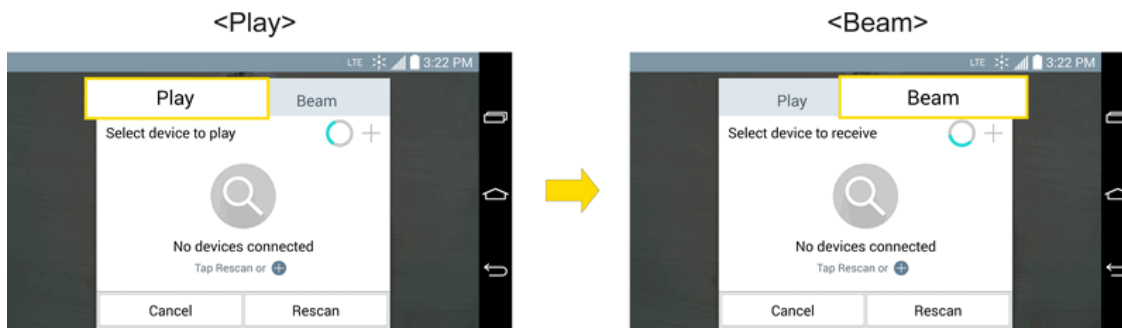 <Play>
LTE 3:22 PM
Play Beam
Select device to play
No devices connected
Tap Rescan or
Cancel Rescan
<Beam>
LTE 3:22 PM
Play Beam
Select device to receive
No devices connected
Tap Rescan or
Cancel Rescan